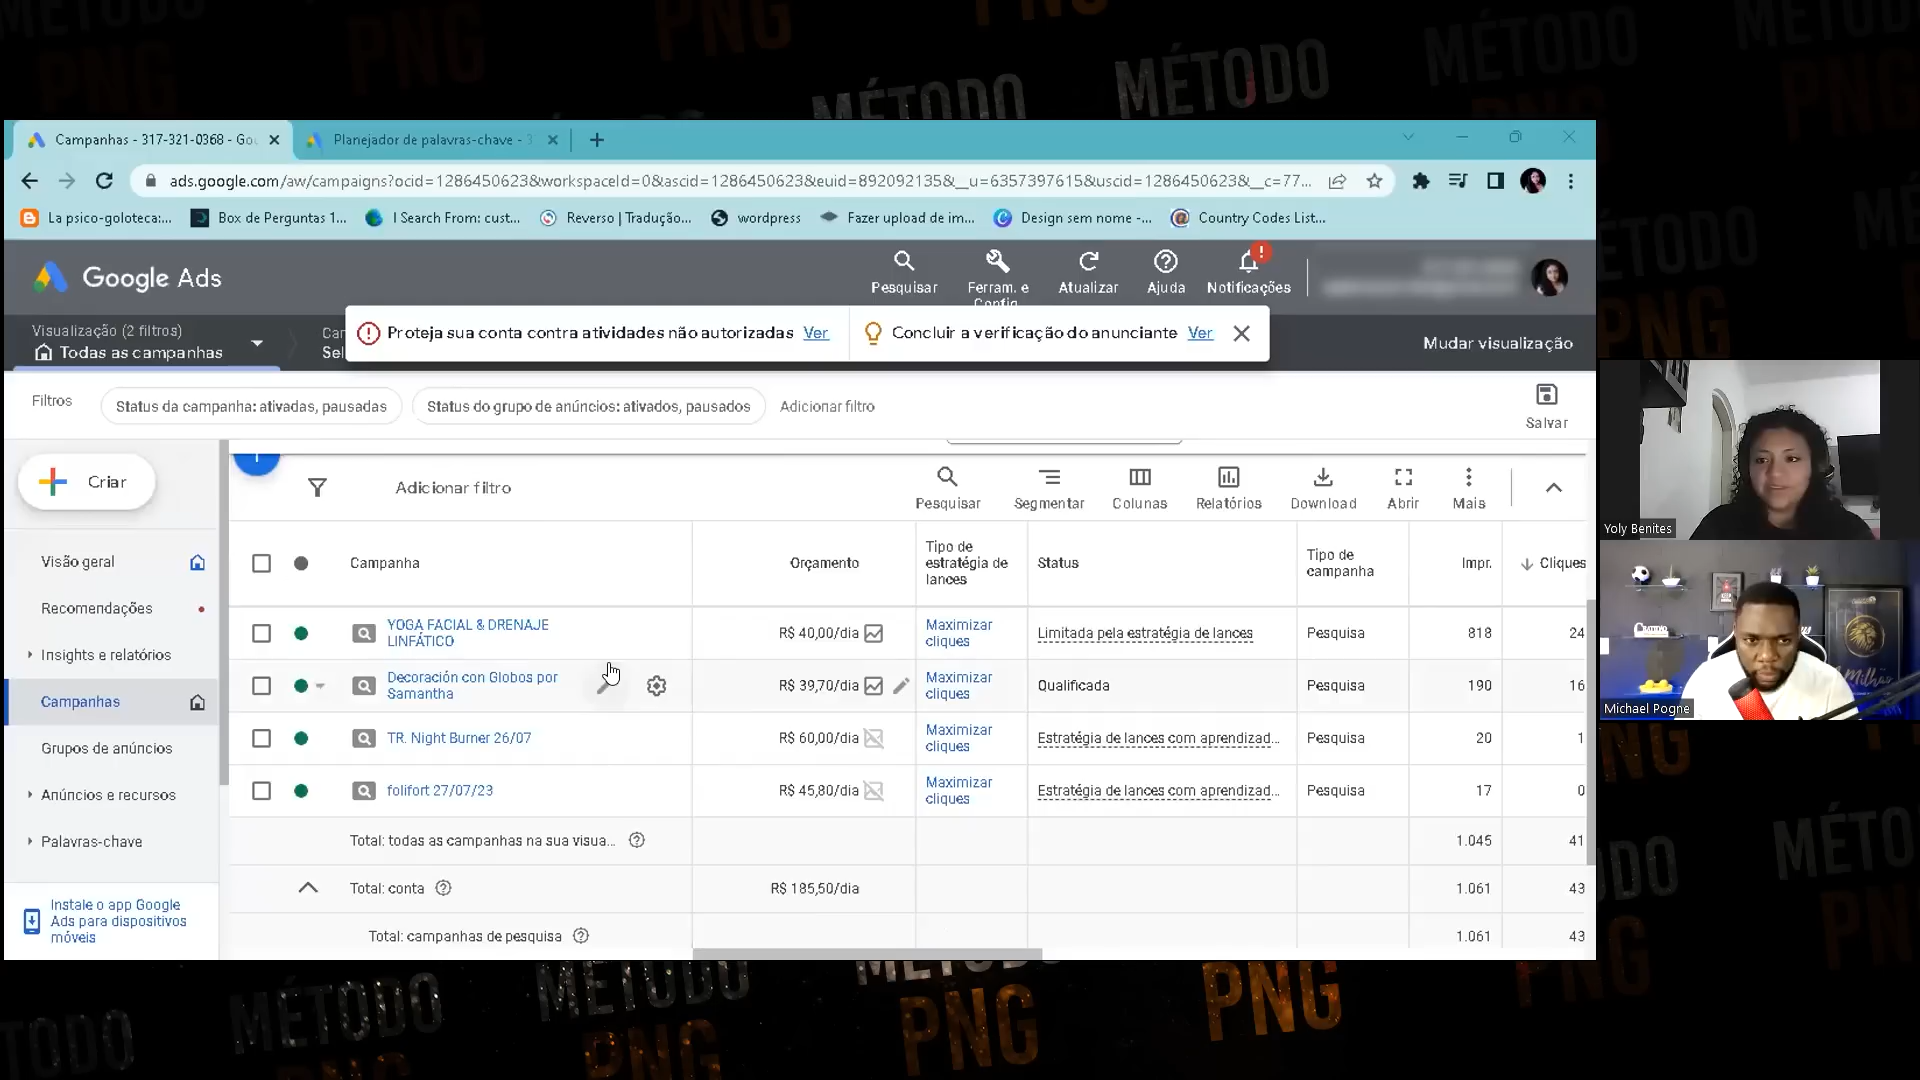 MÉTODO
PNG
MÉTODO
MÉTODO
PNG
Campanhas - 317-321-0368 - Goo
Planejador de palavras-chave - 3
ads.google.com/aw/campaigns?ocid=1286450623&workspaceId=0&ascid=1286450623&euid=892092135&__u=6357397615&uscid=1286450623&__c=77...
La psico-goloteca:...
Box de Perguntas 1...
I Search From: cust...
Reverso | Tradução...
wordpress
Fazer upload de im...
Design sem nome -...
Country Codes List...
Google Ads
Pesquisar
Ferram. e
Config.
Atualizar
Ajuda
Notificações
Visualização (2 filtros)
Todas as campanhas
Proteja sua conta contra atividades não autorizadas Ver
Concluir a verificação do anunciante Ver
Mudar visualização
Filtros
Status da campanha: ativadas, pausadas
Status do grupo de anúncios: ativados, pausados
Adicionar filtro
Salvar
Criar
Visão geral
Recomendações
Insights e relatórios
Campanhas
Grupos de anúncios
Anúncios e recursos
Palavras-chave
Instale o app Google
Ads para dispositivos
móveis
Adicionar filtro
Pesquisar
Segmentar
Colunas
Relatórios
Download
Abrir
Mais
Campanha
Orçamento
Tipo de
estratégia de
lances
Status
Tipo de
campanha
Impr.
Cliques
YOGA FACIAL & DRENAJE
LINFÁTICO
R$ 40,00/dia
Maximizar
cliques
Limitada pela estratégia de lances
Pesquisa
818
24
Decoración con Globos por
Samantha
R$ 39,70/dia
Maximizar
cliques
Qualificada
Pesquisa
190
16
TR. Night Burner 26/07
R$ 60,00/dia
Maximizar
cliques
Estratégia de lances com aprendizad...
Pesquisa
20
1
folifort 27/07/23
R$ 45,80/dia
Maximizar
cliques
Estratégia de lances com aprendizad...
Pesquisa
17
0
Total: todas as campanhas na sua visua...
1.045
41
Total: conta
R$ 185,50/dia
1.061
43
Total: campanhas de pesquisa
1.061
43
Yoly Benites
Michael Pogne
MÉTODO
PNG
MÉTODO
PNG